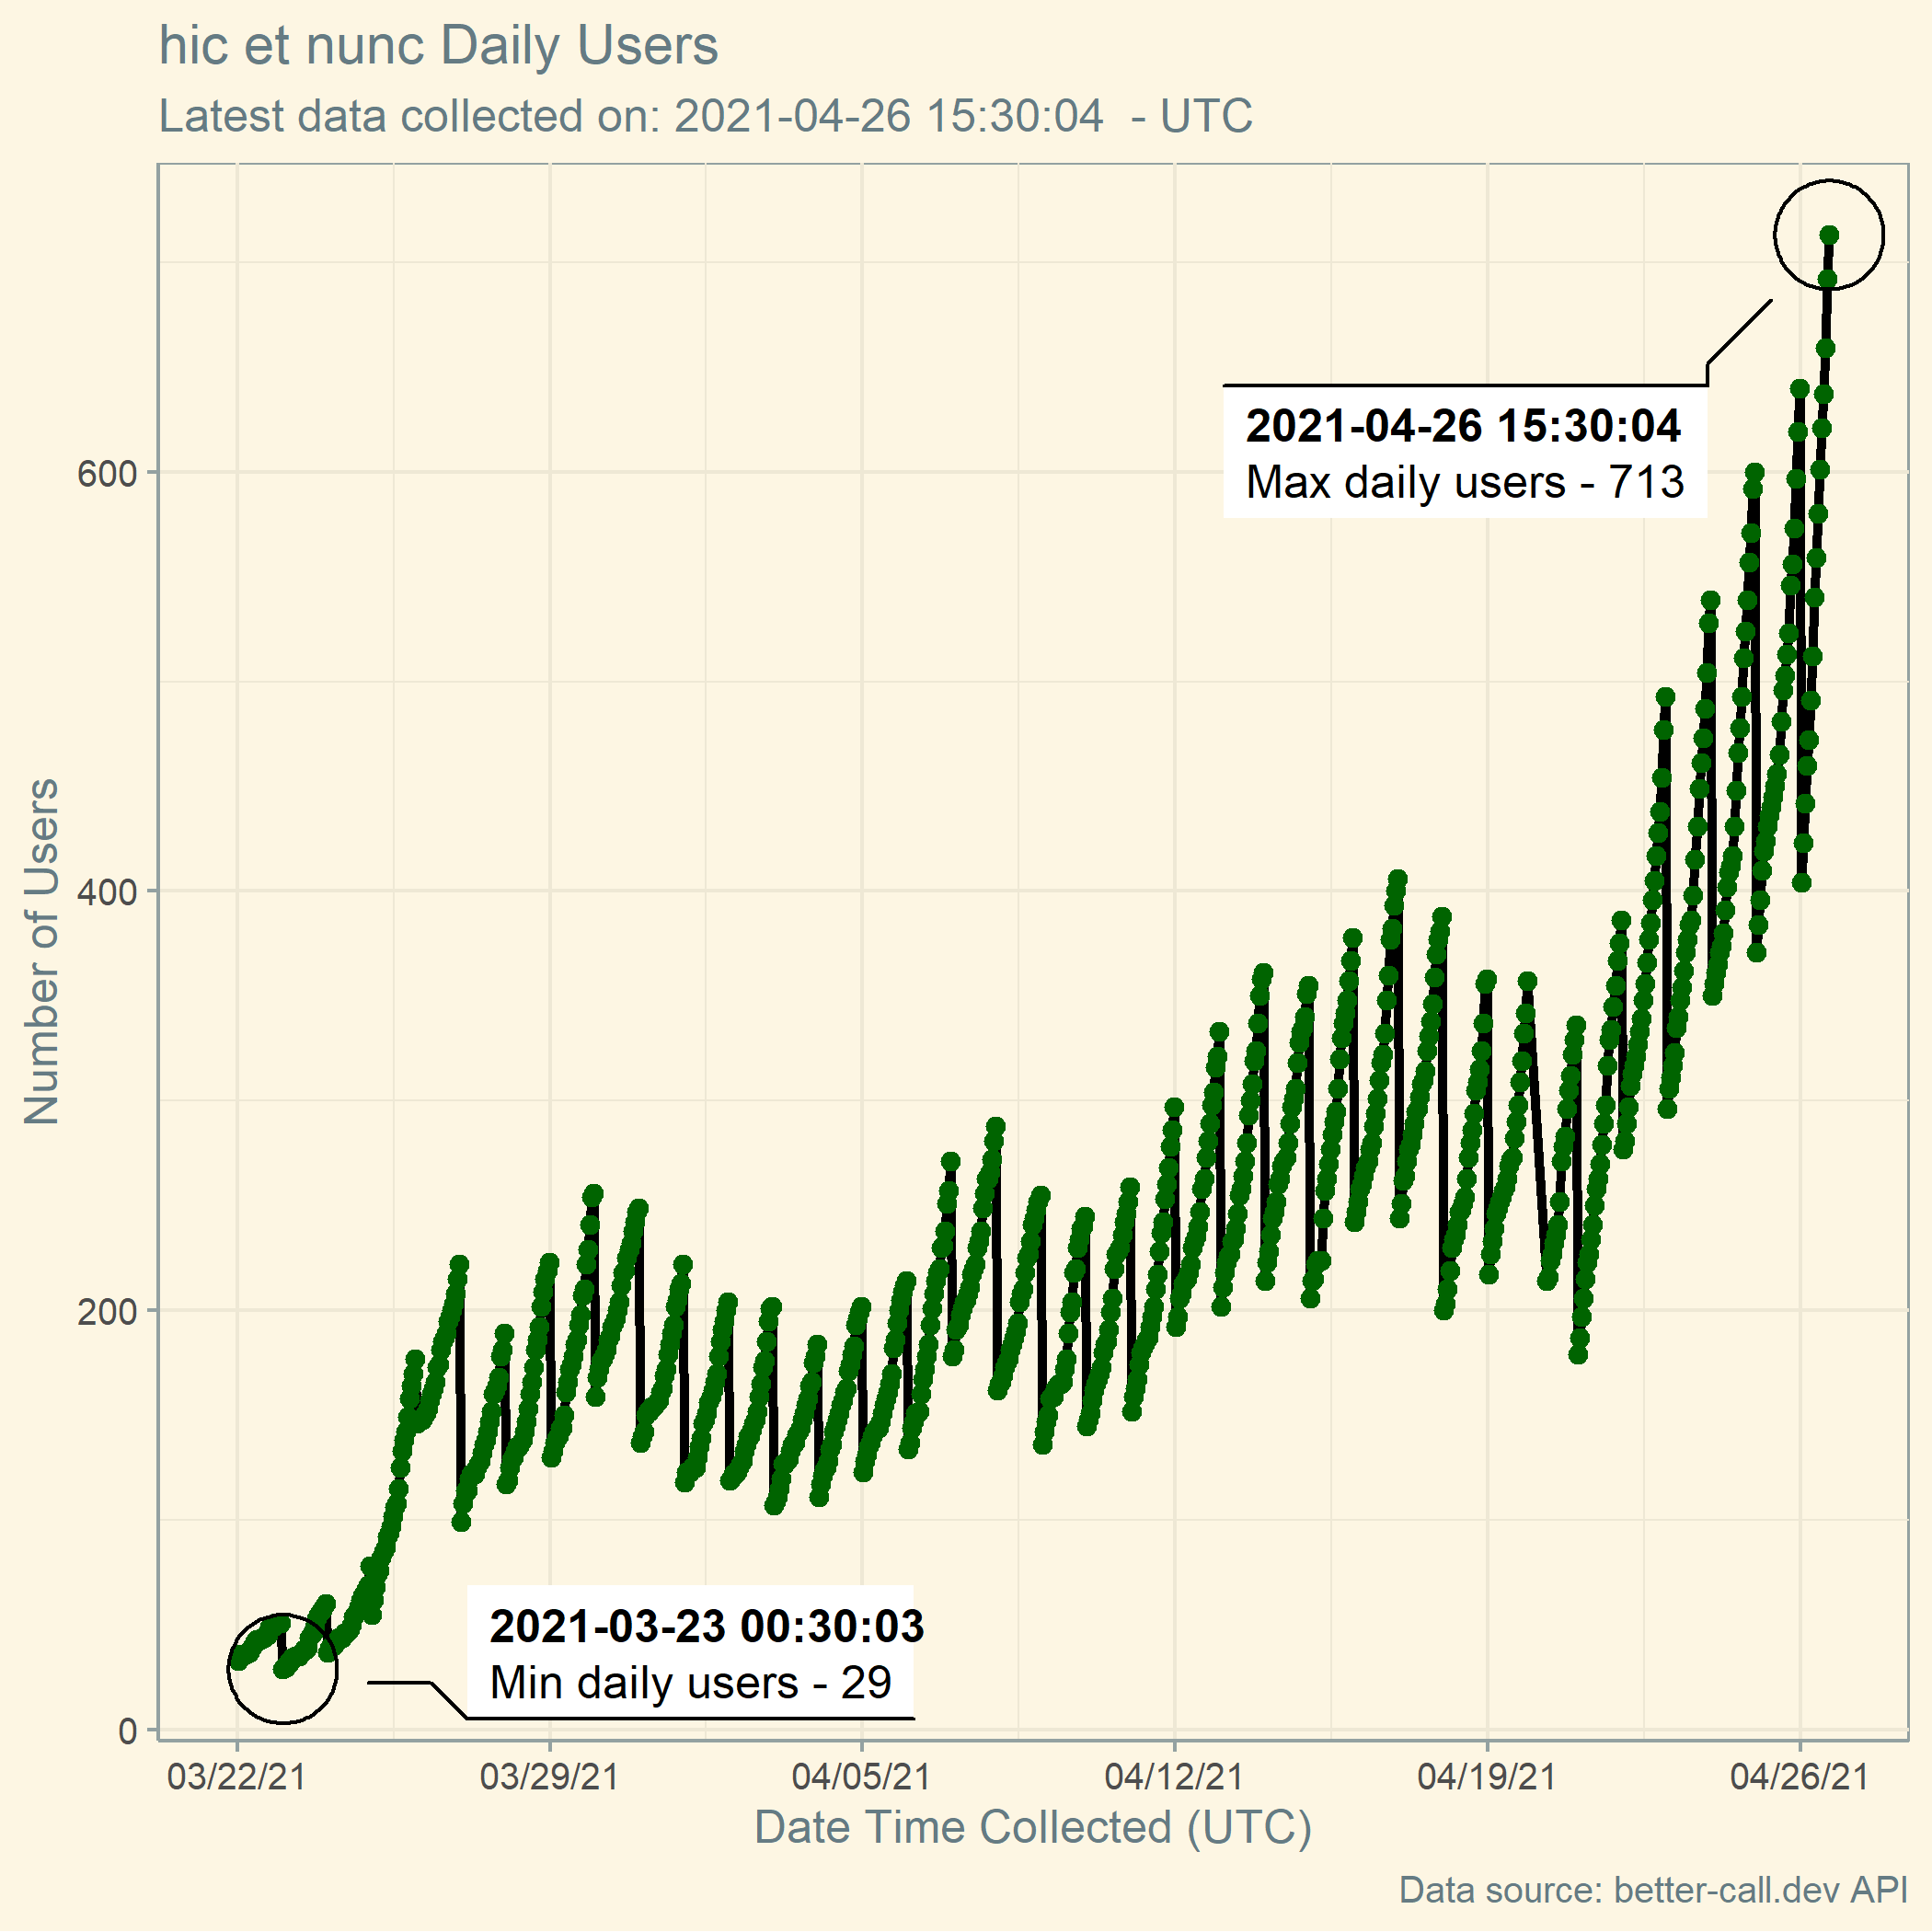 hic et nunc Daily Users
Latest data collected on: 2021-04-26 15:30:04  - UTC
2021-04-26 15:30:04
Max daily users - 713
600
400
200
0
Number of Users
2021-03-23 00:30:03
Min daily users - 29
03/22/21 03/29/21 04/05/21 04/12/21 04/19/21 04/26/21
Date Time Collected (UTC)
Data source: better-call.dev API